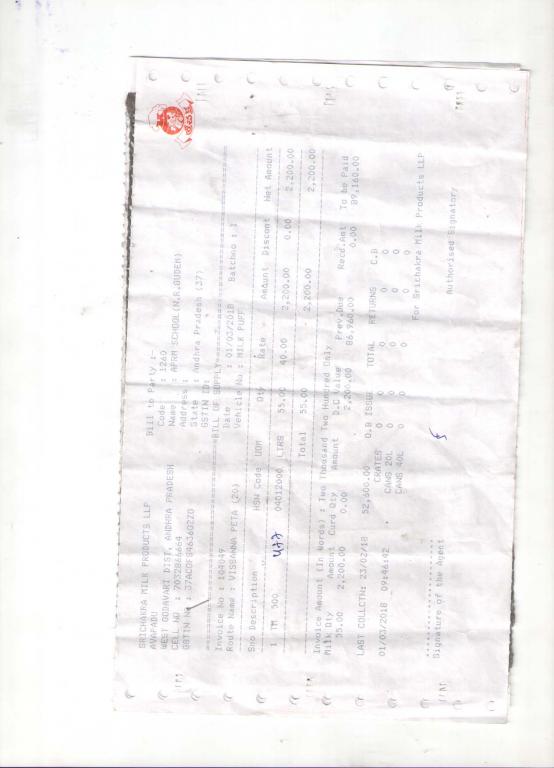 SRICHAKRA MILK PRODUCTS LLP
AYAPADU
WEST GODAVARI DIST, ANDHRA PRADESH
CELL NO : 7032866664
GSTIN NO : 37ACOFS4636Q2ZO
Bill to Party :-
Code : 1260
Name : APRM SCHOOL(N.R.GUDEM)
Address :
State : Andhra Pradesh (37)
GSTIN ID:
BILL OF SUPPLY
Invoice No : 104049 Date : 01/03/2018 Batchno : 1
Route Name : VISSANNA PETA (20) Vehicle No : MILK PUFF
Sno Description HSN Code UOM Qty Rate Amount Discont Net Amount
1 TM 500 04012000 LTRS 55.00 40.00 2,200.00 0.00 2,200.00
Total 55.00 2,200.00 2,200.00
Invoice Amount (In Words) : Two Thousand Two Hundred Only
Milk Qty Amount Curd Qty Amount D.C Value Prev.Due Recd.Amt To be Paid
55.00 2,200.00 0.00 2,200.00 86,960.00 0.00 89,160.00
LAST COLLCTN: 23/02/18 52,600.00 O.B ISSUE TOTAL RETURNS C.B
CRATES 0 0 0 0 0
CANS 20L 0 0 0 0 0
CANS 40L 0 0 0 0 0
01/03/2018 09:46:42
For Srichakra Milk Products LLP
Signature of the Agent Authorised Signatory